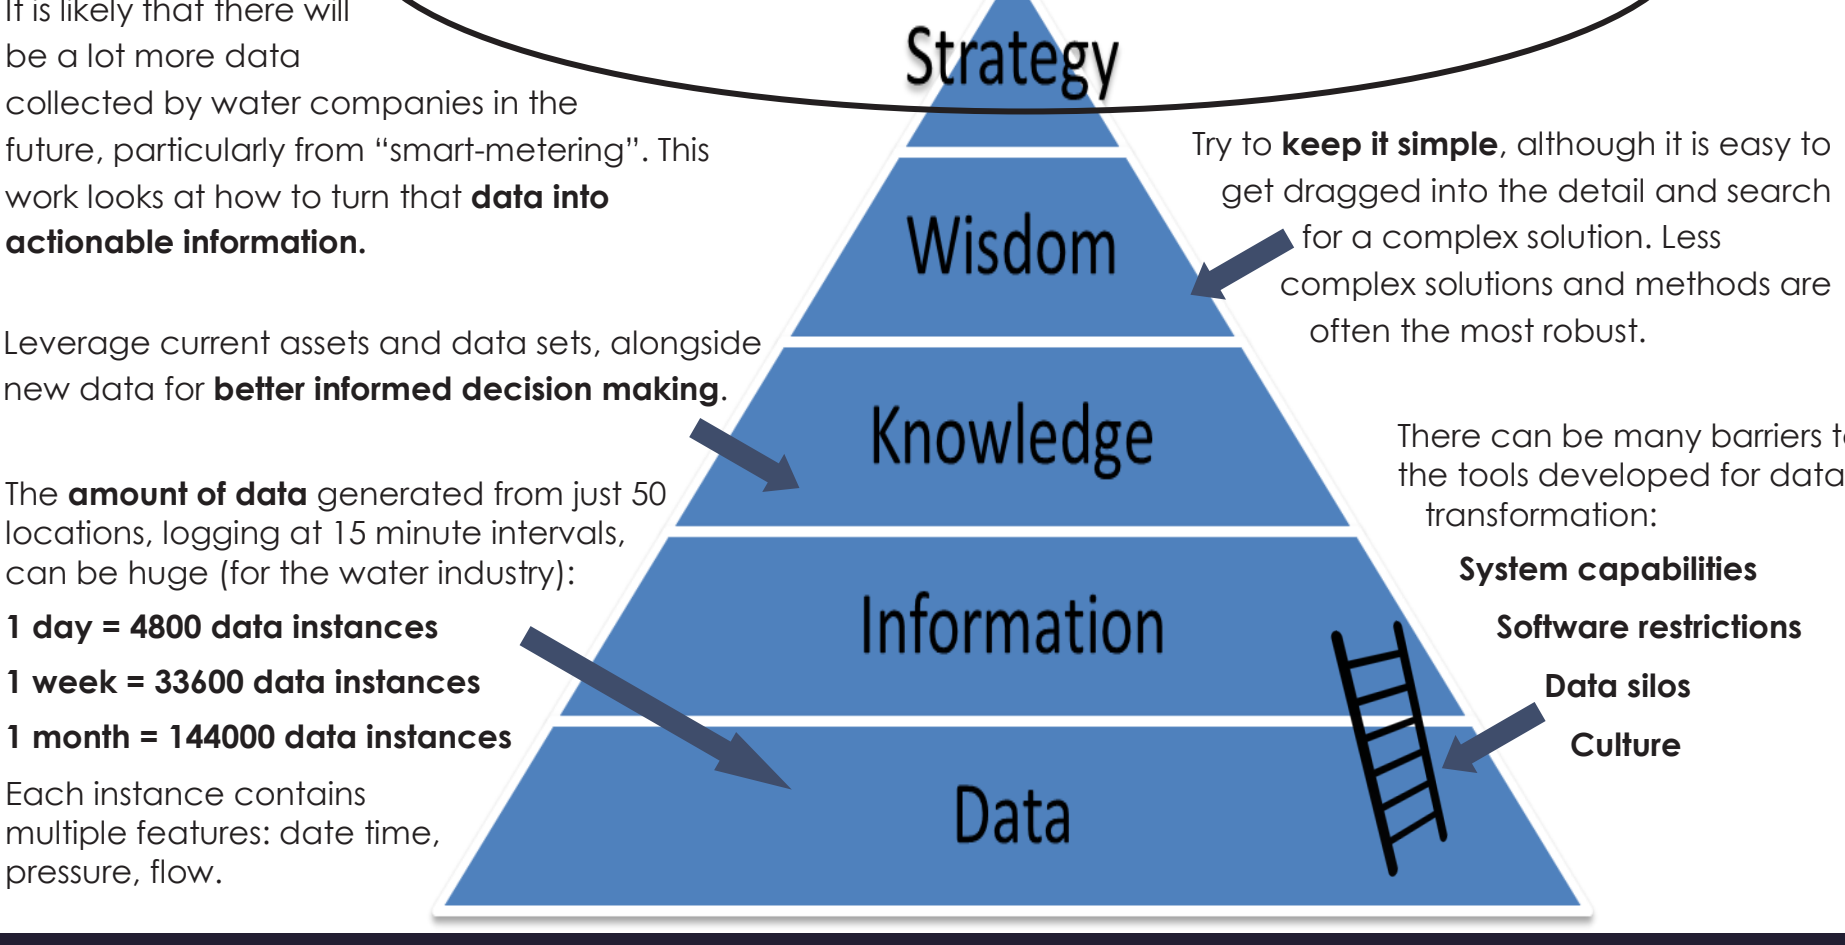 It is likely that there will
be a lot more data
collected by water companies in the
future, particularly from “smart-metering”. This
work looks at how to turn that data into
actionable information.
Leverage current assets and data sets, alongside
new data for better informed decision making.
The amount of data generated from just 50
locations, logging at 15 minute intervals,
can be huge (for the water industry):
1 day = 4800 data instances
1 week = 33600 data instances
1 month = 144000 data instances
Each instance contains
multiple features: date time,
pressure, flow.
Strategy
Wisdom
Knowledge
Information
Data
Try to keep it simple, although it is easy to
get dragged into the detail and search
for a complex solution. Less
complex solutions and methods are
often the most robust.
There can be many barriers to
the tools developed for data
transformation:
System capabilities
Software restrictions
Data silos
Culture